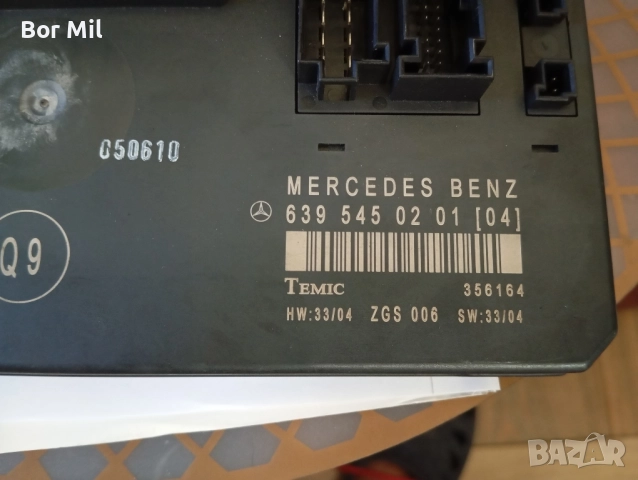 Bor Mil
050610
Q9
MERCEDES BENZ
639 545 02 01 [04]
TEMIC 356164
HW:33/04 ZGS 006 SW:33/04
BAZAR